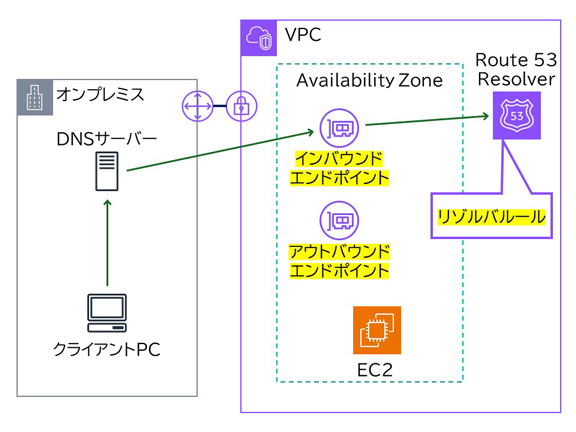 VPC
Route 53
Resolver
Availability Zone
オンプレミス
DNSサーバー
53
インバウンド
エンドポイント
リゾルバルール
アウトバウンド
エンドポイント
クライアントPC
EC2